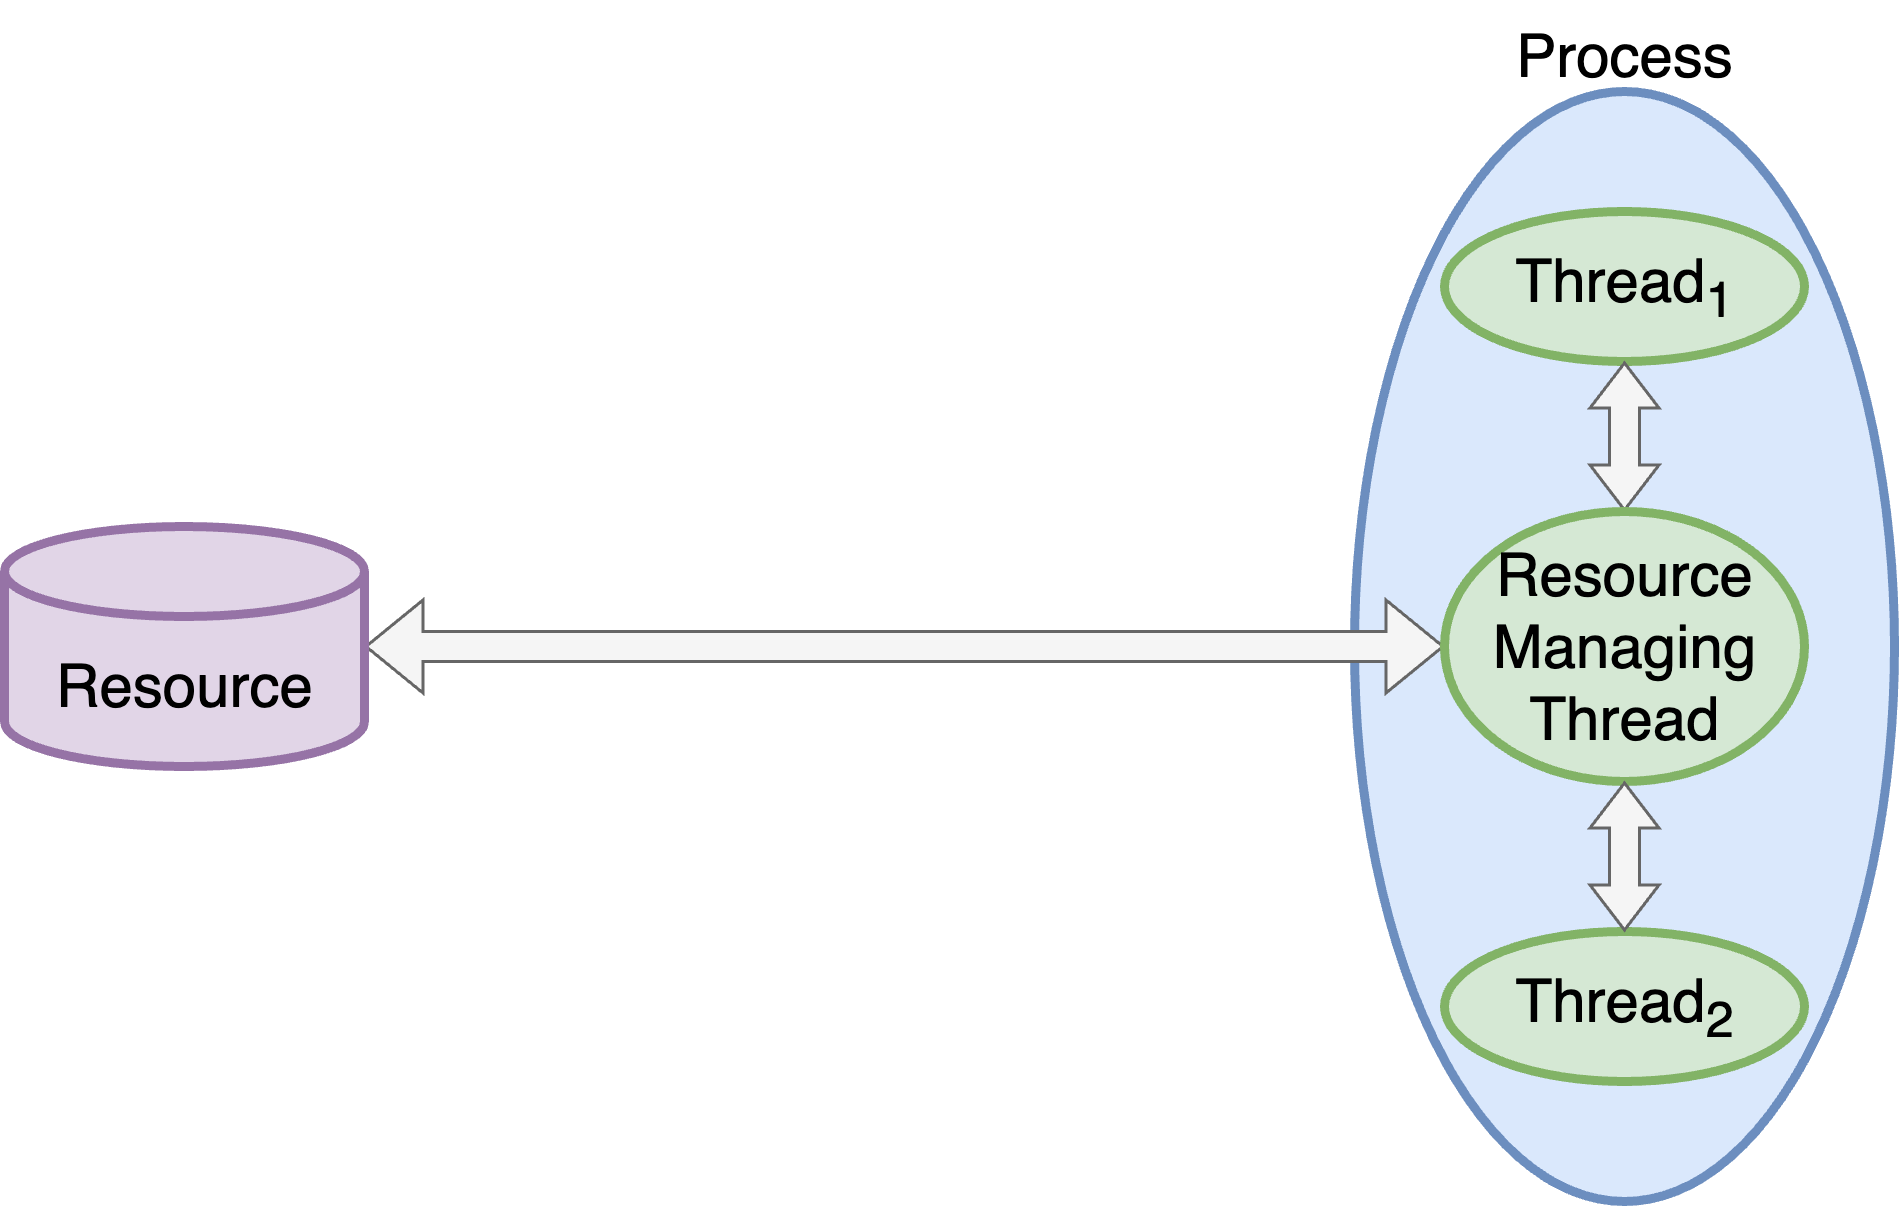 Process
Thread₁
Resource
Managing
Thread
Resource
Thread₂